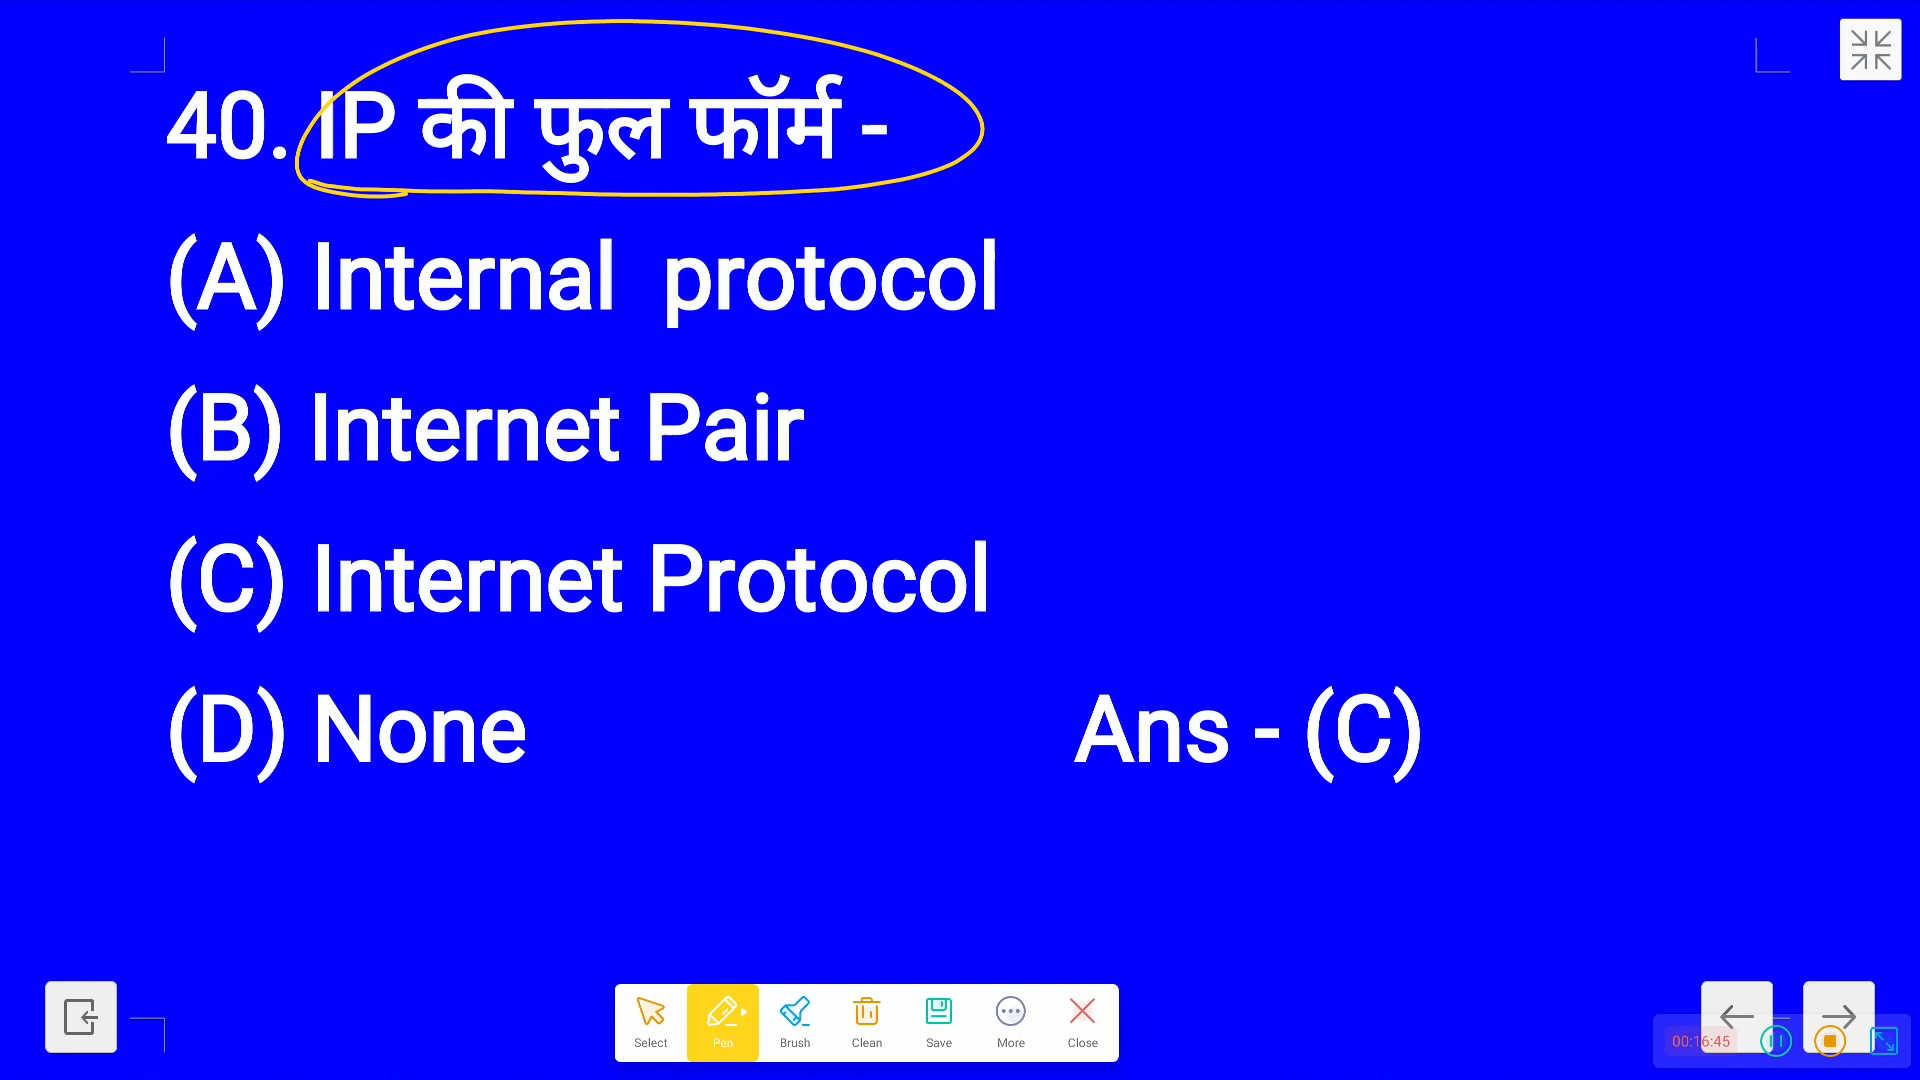 40. IP की फुल फॉर्म -
(A) Internal protocol
(B) Internet Pair
(C) Internet Protocol
(D) None
Ans - (C)
Select
Pen
Brush
Clean
Save
More
Close
00:16:45